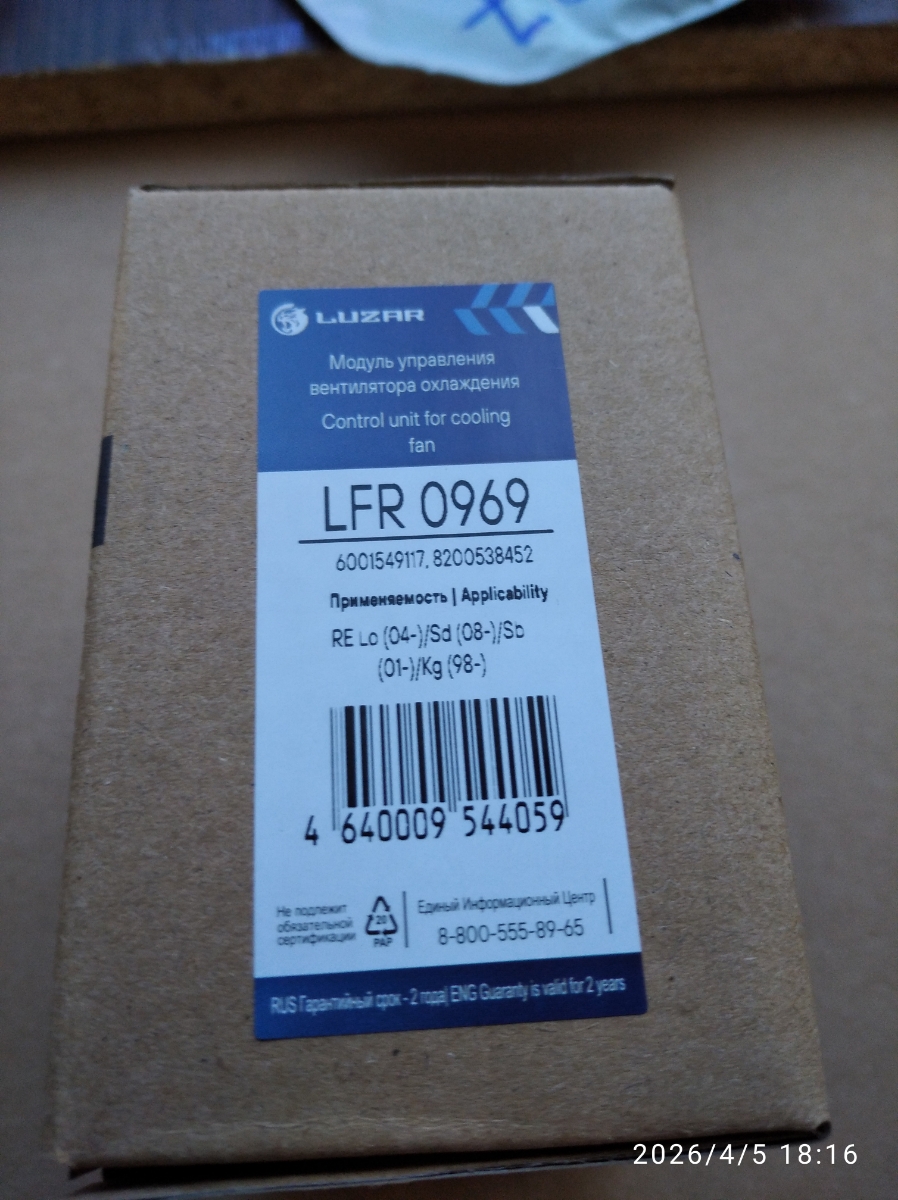 LUZAR
Модуль управления
вентилятора охлаждения
Control unit for cooling
fan
LFR 0969
6001549117, 8200538452
Применяемость | Applicability
RE Lo (04-)/Sd (08-)/Sb
(01-)/Kg (98-)
4 640009 544059
Не подлежит
обязательной
сертификации
20
PAP
Единый Информационный Центр
8-800-555-89-65
RUS Гарантийный срок - 2 года| ENG Guaranty is valid for 2 years
2026/4/5 18:16